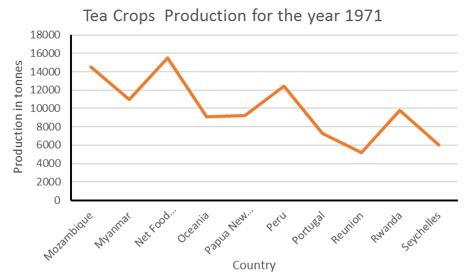 Tea Crops Production for the year 1971
Production in tonnes
18000
16000
14000
12000
10000
8000
6000
4000
2000
0
Mozambique
Myanmar
Net Food...
Oceania
Papua New...
Peru
Portugal
Reunion
Rwanda
Seychelles
Country